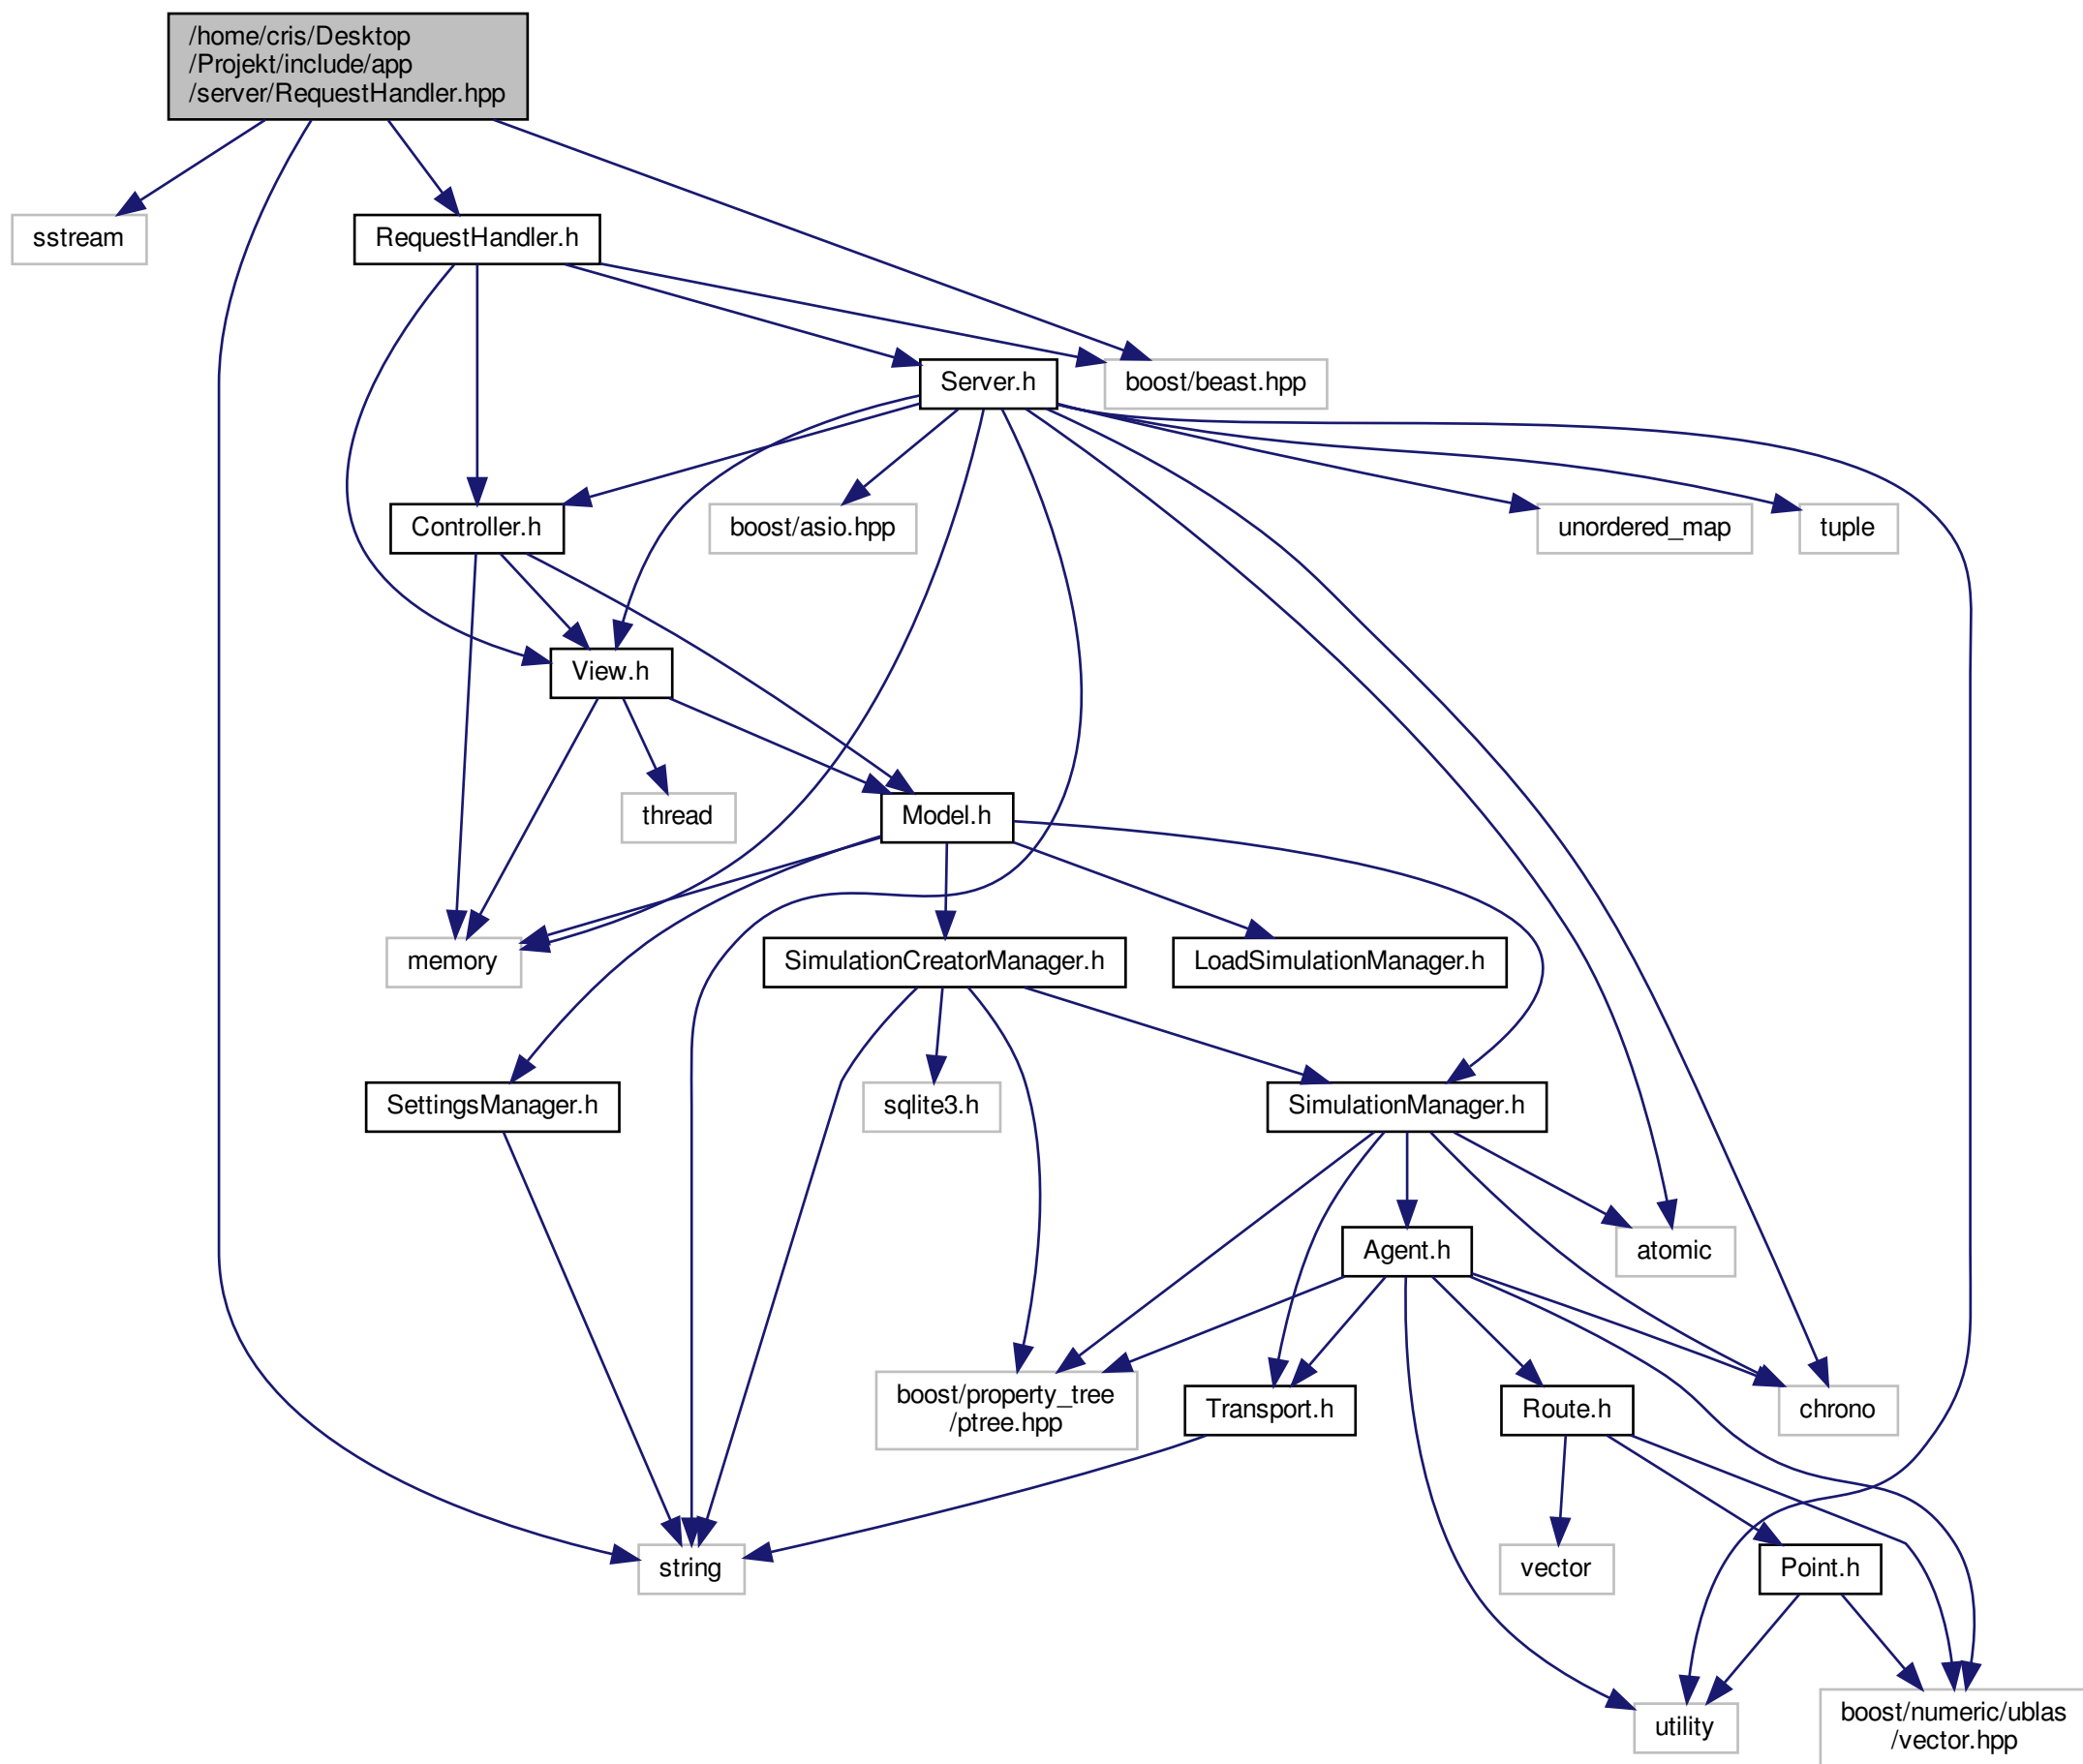 /home/cris/Desktop
/Projekt/include/app
/server/RequestHandler.hpp
sstream
RequestHandler.h
Server.h
boost/beast.hpp
Controller.h
boost/asio.hpp
unordered_map
tuple
View.h
thread
Model.h
memory
SimulationCreatorManager.h
LoadSimulationManager.h
SettingsManager.h
sqlite3.h
SimulationManager.h
Agent.h
atomic
boost/property_tree
/ptree.hpp
Transport.h
Route.h
chrono
string
vector
Point.h
utility
boost/numeric/ublas
/vector.hpp